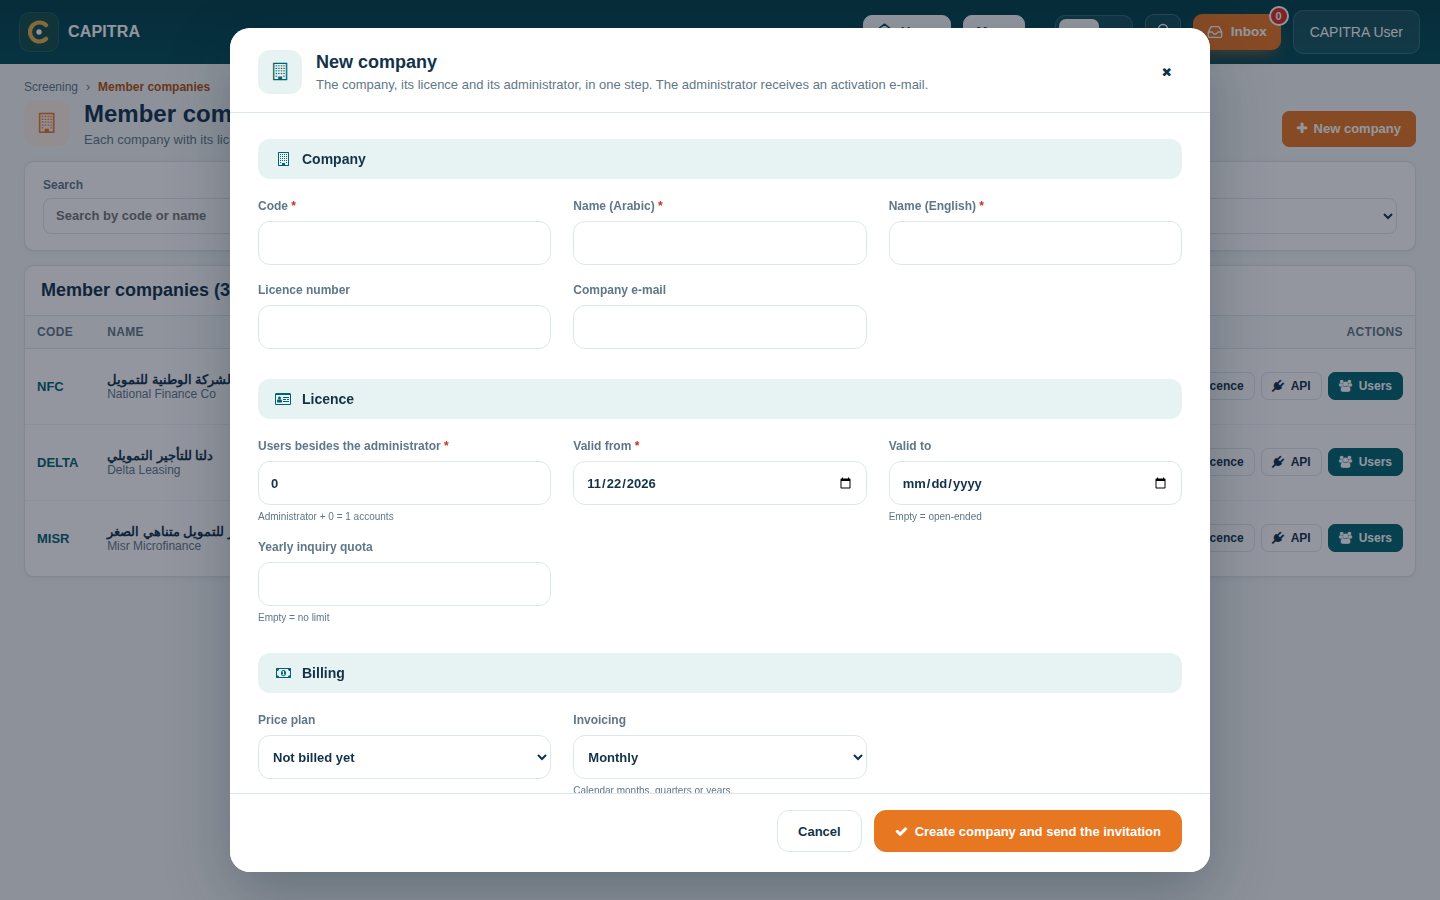 CAPITRA
0
Inbox
CAPITRA User
New company
The company, its licence and its administrator, in one step. The administrator receives an activation e-mail.
Screening › Member companies
Member com
Each company with its lic
New company
Search
Search by code or name
Member companies (3
CODE NAME ACTIONS
NFC
الشركة الوطنية للتمويل
National Finance Co
API Users
DELTA
دلتا للتأجير التمويلي
Delta Leasing
API Users
MISR
للتمويل متناهي الصغر
Misr Microfinance
API Users
Company
Code *
Name (Arabic) *
Name (English) *
Licence number
Company e-mail
Licence
Users besides the administrator *
Valid from *
Valid to
0
11/22/2026
mm/dd/yyyy
Administrator + 0 = 1 accounts
Empty = open-ended
Yearly inquiry quota
Empty = no limit
Billing
Price plan
Invoicing
Not billed yet
Monthly
Calendar months, quarters or years.
Cancel
Create company and send the invitation